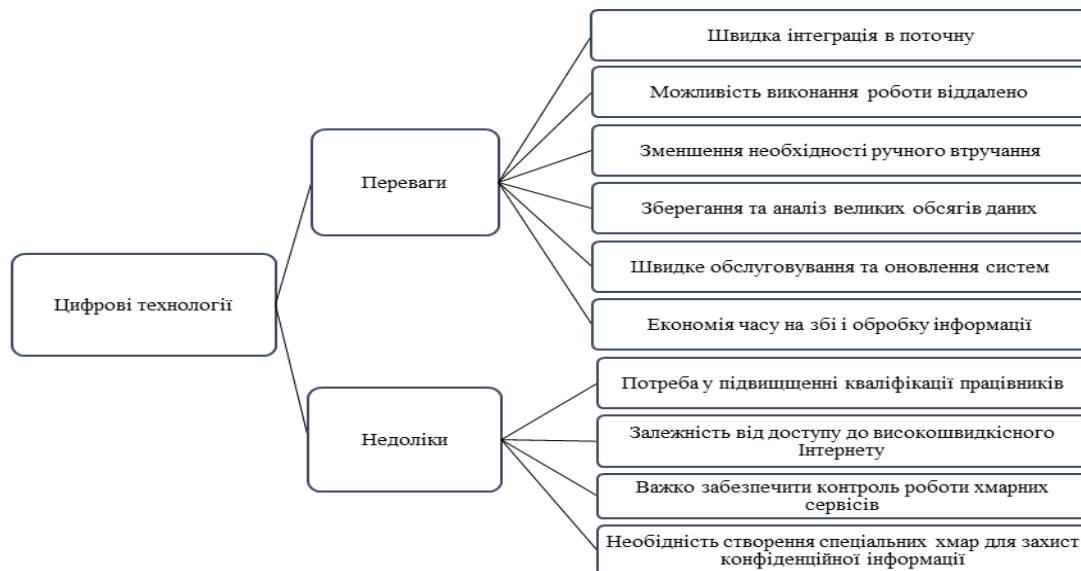 Швидка інтеграція в поточну
Можливість виконання роботи віддалено
Зменшення необхідності ручного втручання
Переваги
Зберегання та аналіз великих обсягів даних
Швидке обслуговування та оновлення систем
Цифрові технології
Економія часу на збі і обробку інформації
Потреба у підвищщенні кваліфікації працівників
Недоліки
Залежність від доступу до високошвидкісного
Інтернету
Важко забезпечити контроль роботи хмарних
сервісів
Необідність створення спеціальних хмар для захист
конфіденційної інформації